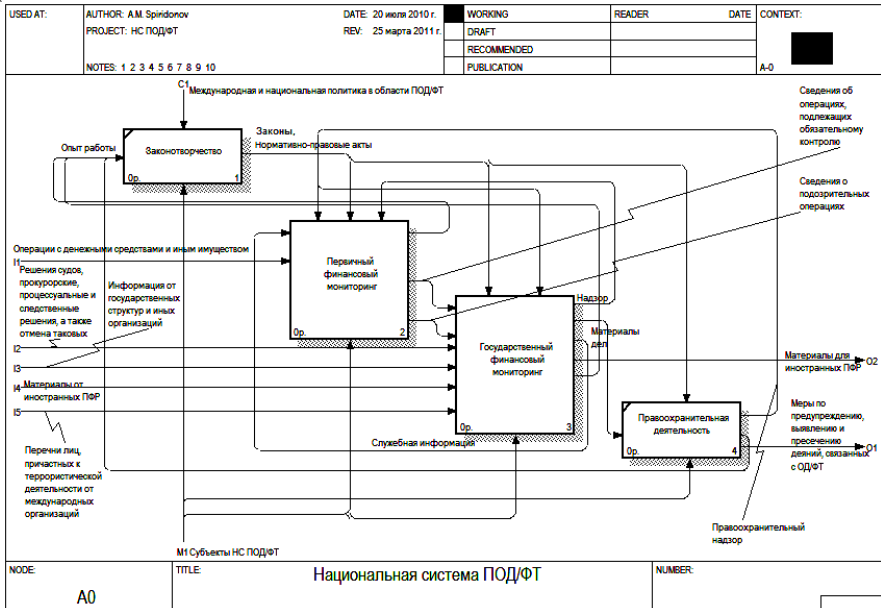 USED AT:
AUTHOR: A.M. Spiridonov
DATE: 20 июля 2010 г.
WORKING
READER
DATE
CONTEXT:
PROJECT: НС ПОД/ФТ
REV: 25 марта 2011 г.
DRAFT
RECOMMENDED
NOTES: 1 2 3 4 5 6 7 8 9 10
PUBLICATION
A-0
C1
Международная и национальная политика в области ПОД/ФТ
Сведения об
операциях,
подлежащих
обязательному
контролю
Опыт работы
Законотворчество
0р.
1
Законы,
Нормативно-правовые акты
Сведения о
подозрительных
операциях
Операции с денежными средствами и иным имуществом
I1
Решения судов,
прокурорские,
процессуальные и
следственные
решения, а также
отмена таковых
Информация от
государственных
структур и иных
организаций
Первичный
финансовый
мониторинг
0р.
2
Надзор
Материалы
дел
I2
I3
Государственный
финансовый
мониторинг
0р.
3
Материалы для
иностранных ПФР
O2
I4
Материалы от
иностранных ПФР
I5
Правоохранительная
деятельность
0р.
4
Меры по
предупреждению,
выявлению и
пресечению
деяний, связанных
с ОД/ФТ
O1
Служебная информация
Перечни лиц,
причастных к
террористической
деятельности от
международных
организаций
Правоохранительный
надзор
M1 Субъекты НС ПОД/ФТ
NODE:
TITLE:
NUMBER:
A0
Национальная система ПОД/ФТ